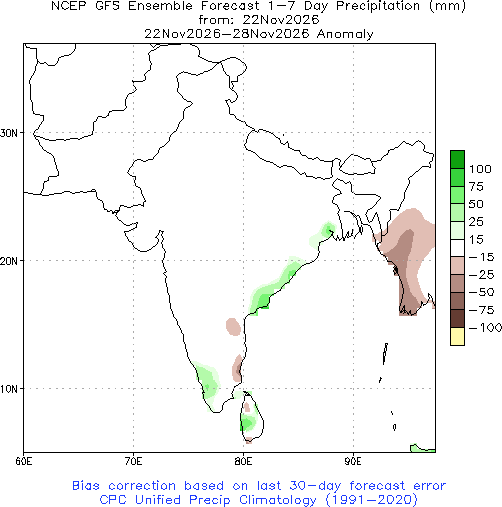 NCEP GFS Ensemble Forecast 1−7 Day Precipitation (mm)
from: 22Nov2026
22Nov2026−28Nov2026 Anomaly
30N
20N
10N
60E
70E
80E
90E
100
75
50
25
15
−15
−25
−50
−75
−100
Bias correction based on last 30−day forecast error
CPC Unified Precip Climatology (1991−2020)